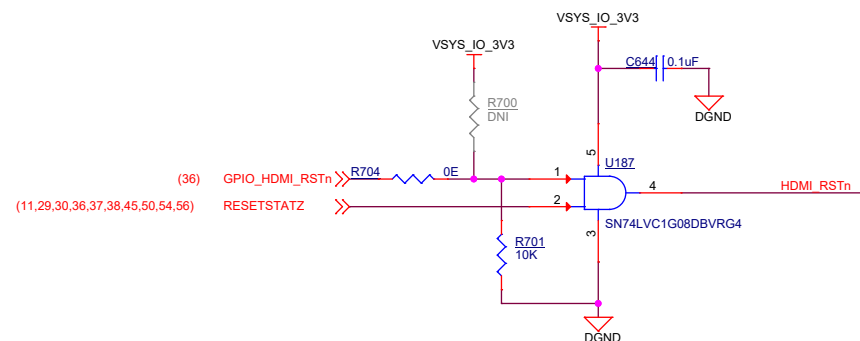 VSYS_IO_3V3
VSYS_IO_3V3
C644 0.1uF
R700
DNI
DGND
5
U187
(36) GPIO_HDMI_RSTn R704 0E 1
4 HDMI_RSTn
(11,29,30,36,37,38,45,50,54,56) RESETSTATZ 2
SN74LVC1G08DBVRG4
3
R701
10K
DGND